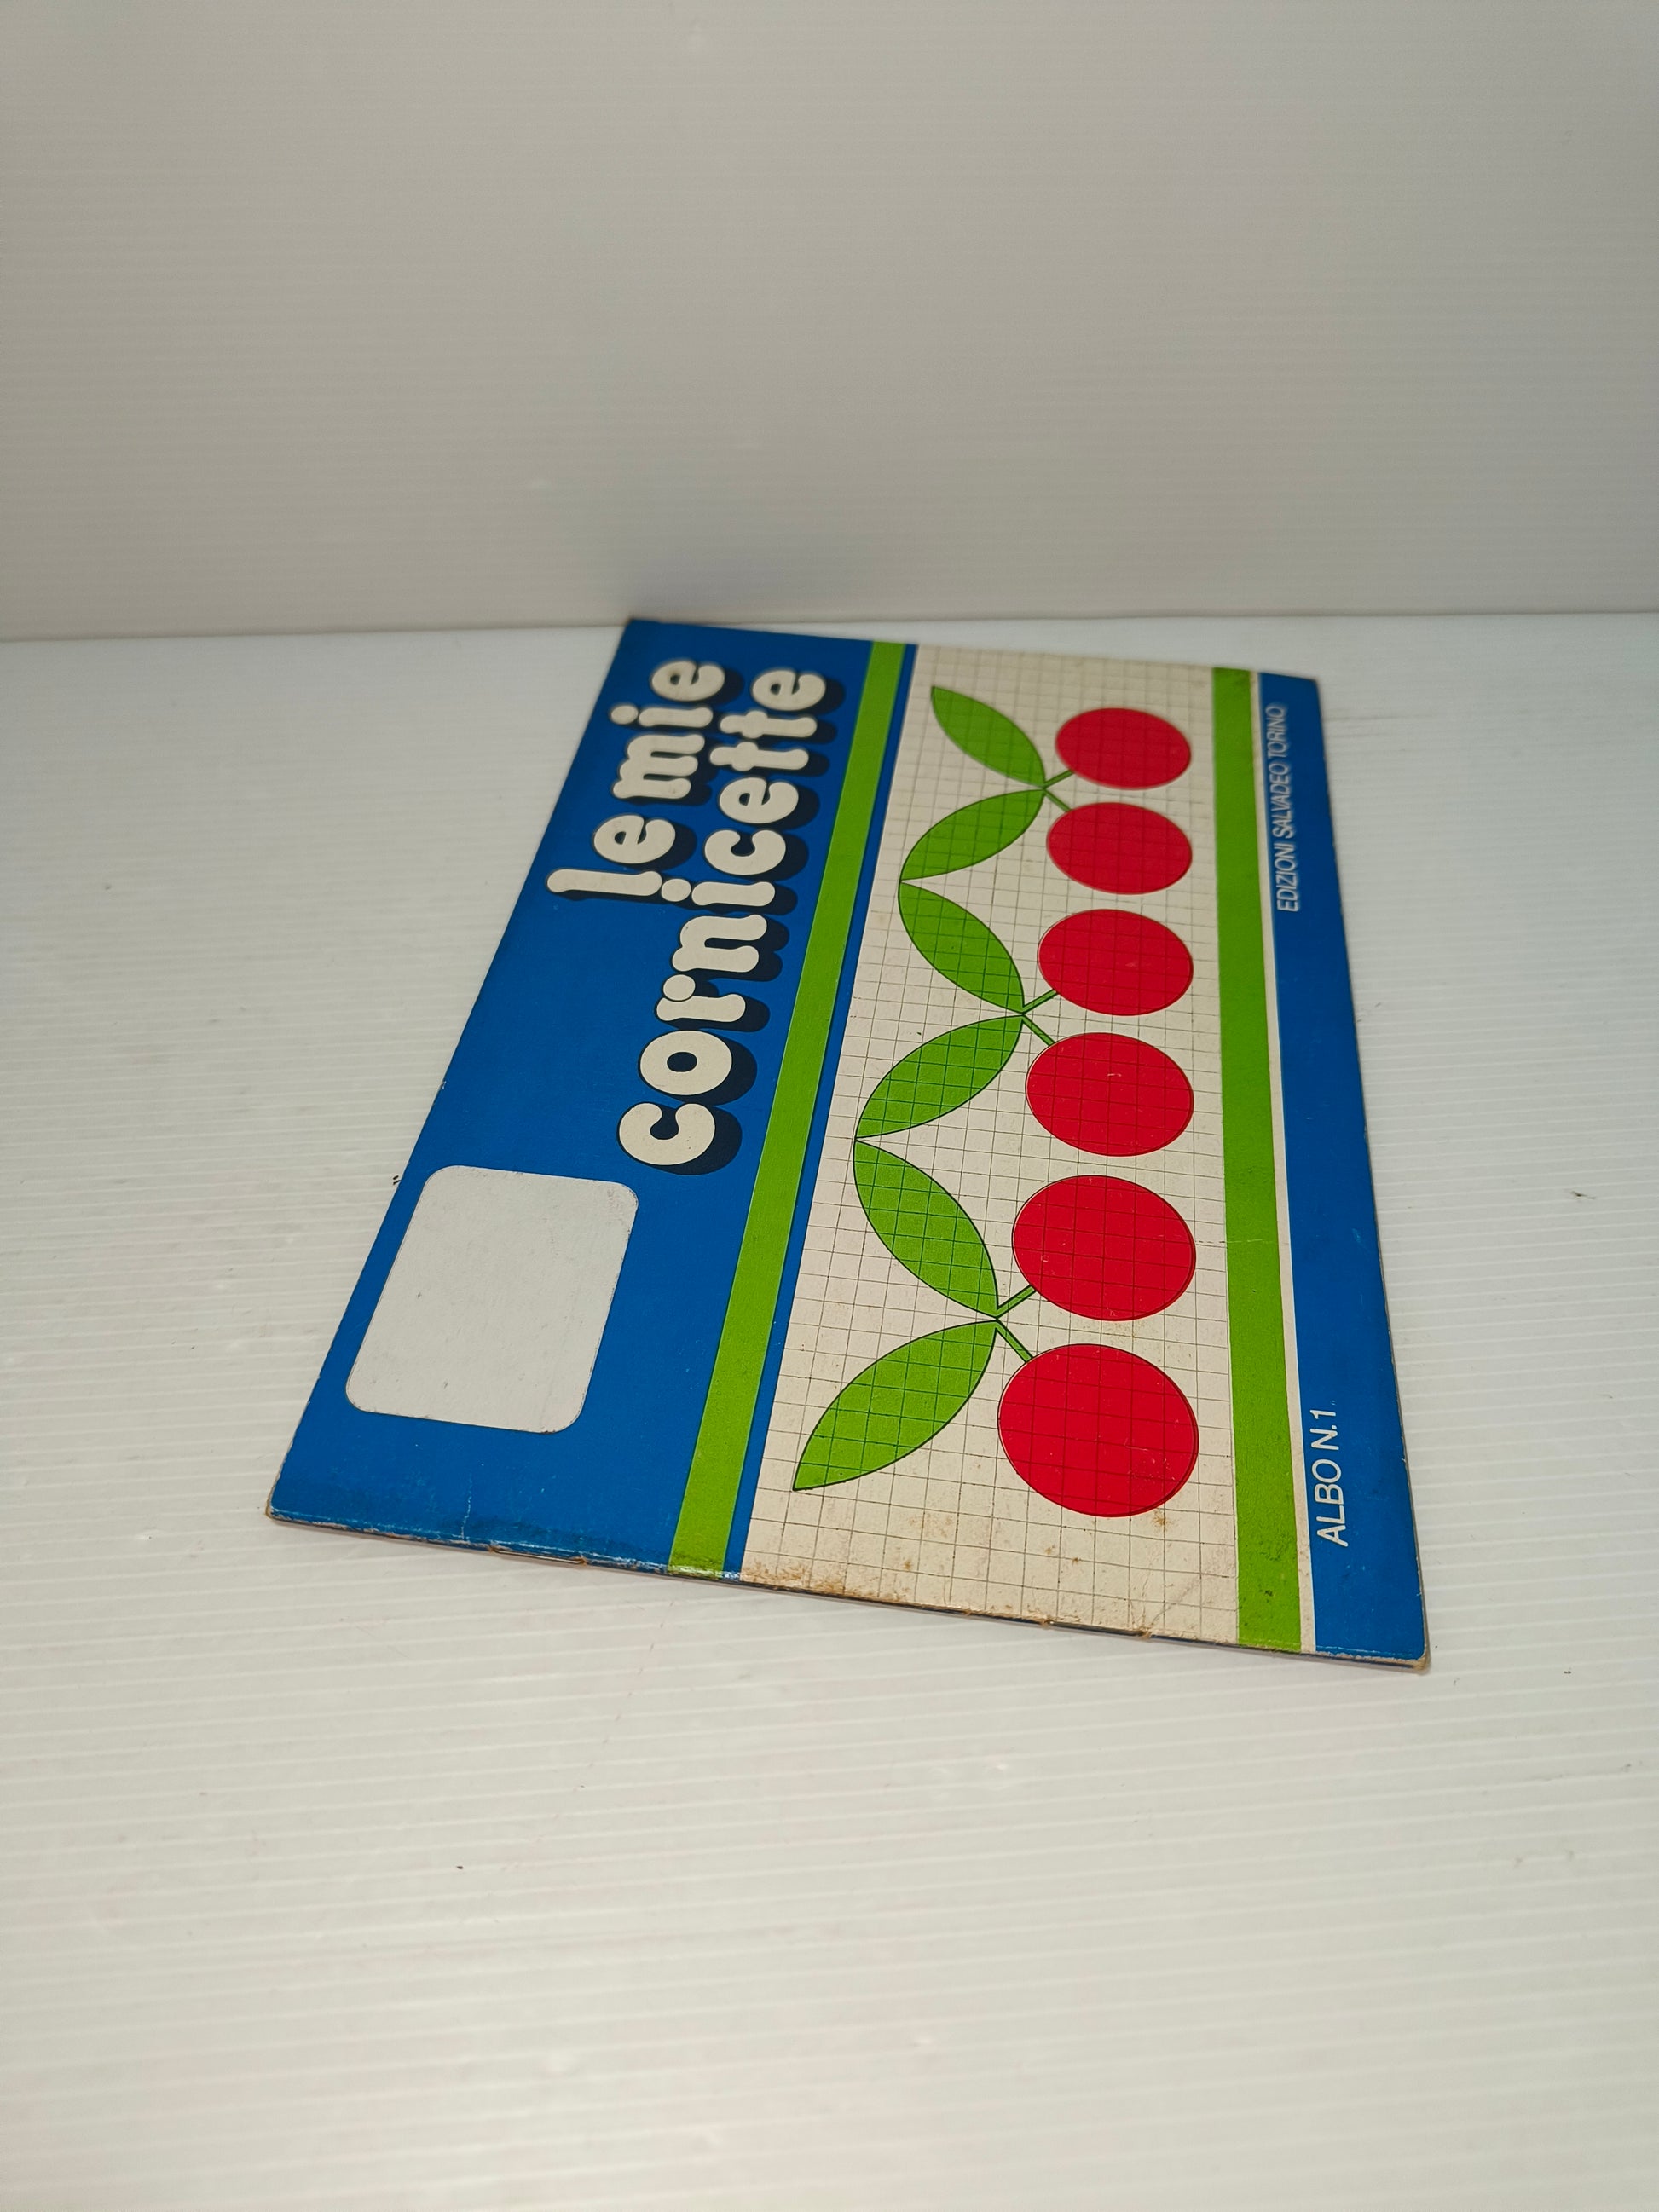 le mie
cornicette
ALBO N.1
EDIZIONI SALVADEO TORINO